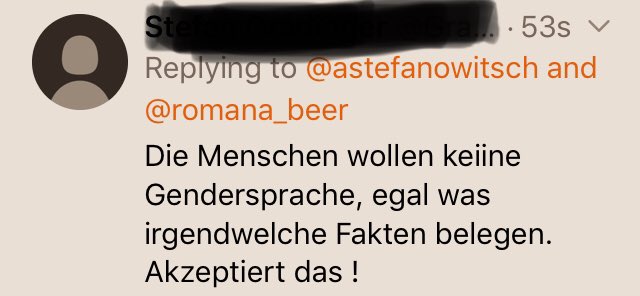 53s
Replying to @astefanowitsch and
@romana_beer
Die Menschen wollen keiine
Gendersprache, egal was
irgendwelche Fakten belegen.
Akzeptiert das !